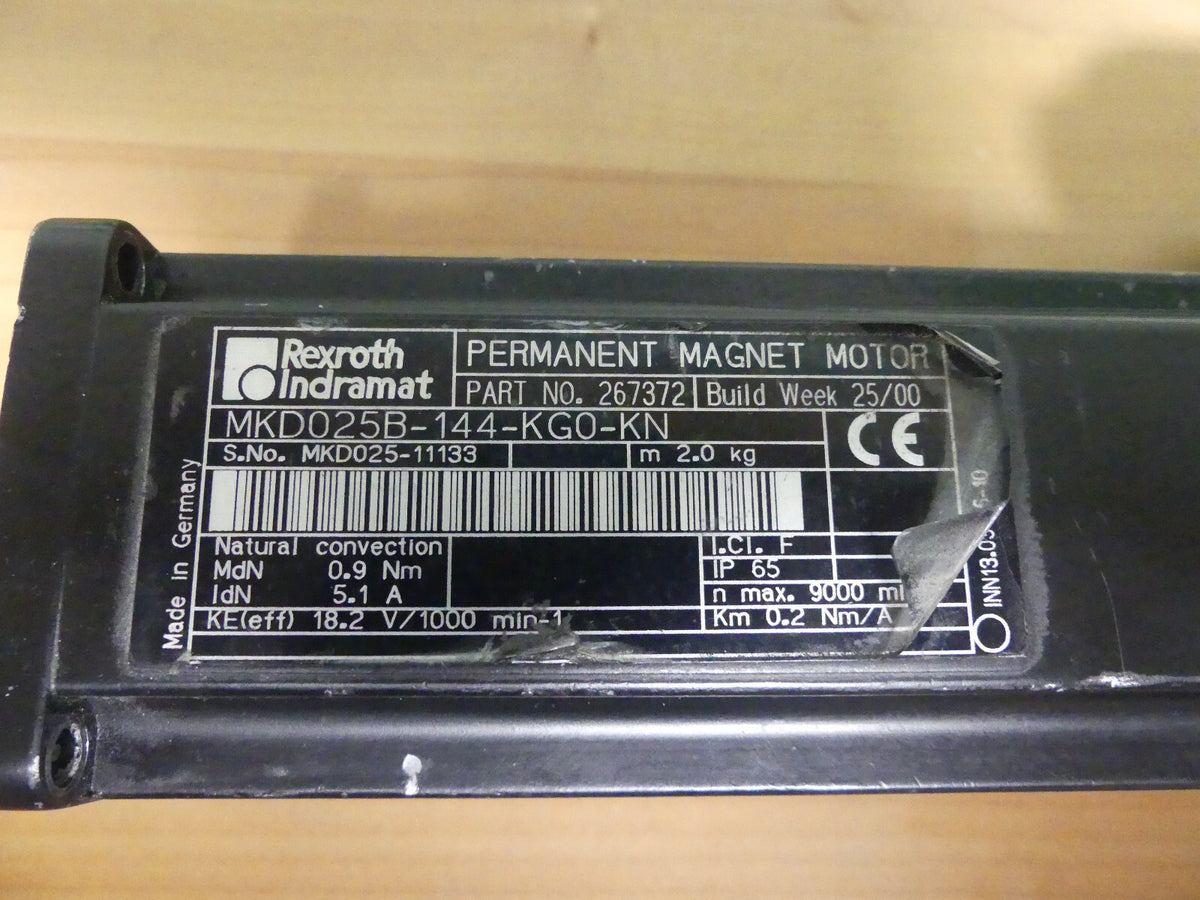 Rexroth
Indramat
PERMANENT MAGNET MOTOR
PART NO. 267372
Build Week 25/00
MKD025B-144-KG0-KN
CE
S.No. MKD025-11133
m 2.0 kg
Made in Germany
Natural convection
MdN 0.9 Nm
IdN 5.1 A
KE(eff) 18.2 V/1000 min-1
I.Cl. F
IP 65
n max. 9000
Km 0.2 Nm/A